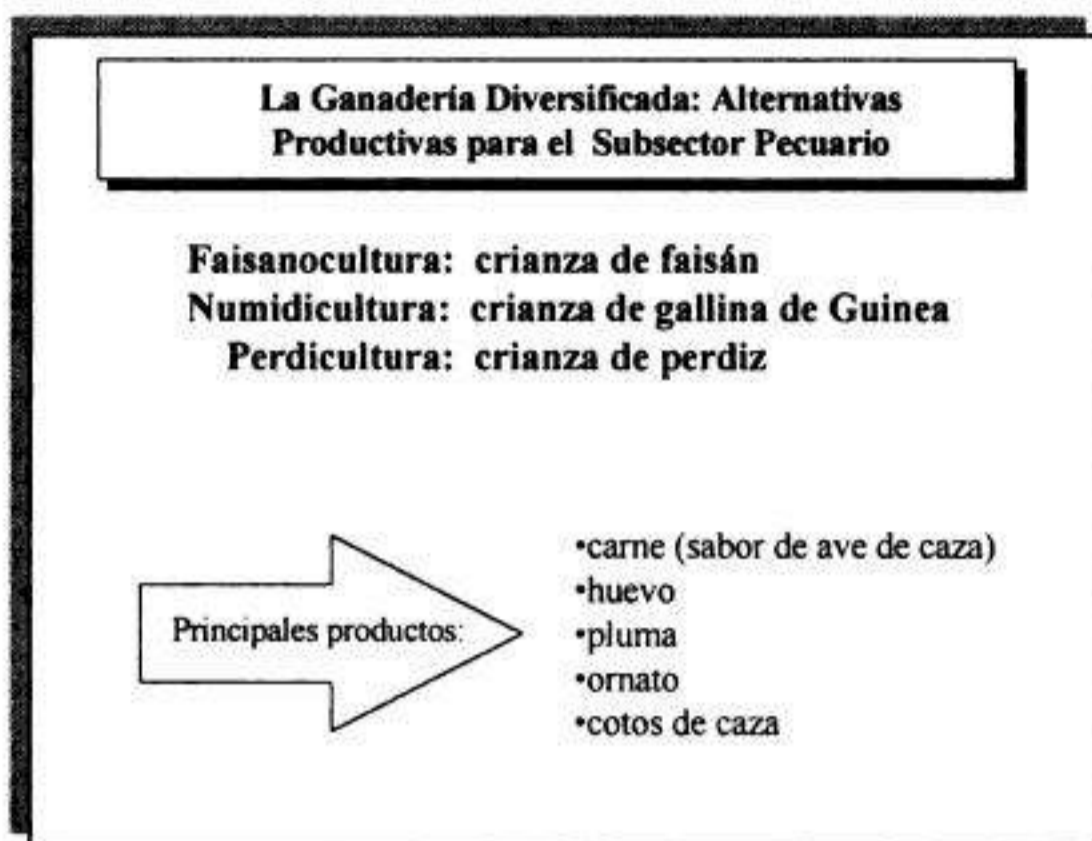 La Ganadería Diversificada: Alternativas
Productivas para el Subsector Pecuario
Faisanocultura: crianza de faisán
Numidicultura: crianza de gallina de Guinea
Perdicultura: crianza de perdiz
Principales productos:
•carne (sabor de ave de caza)
•huevo
•pluma
•ornato
•cotos de caza